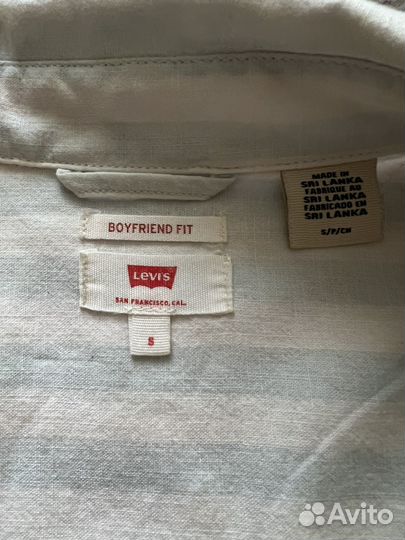 MADE IN
SRI LANKA
FABRIQUE AU
SRI LANKA
FABRICADO EN
SRI LANKA
S/P/CH
BOYFRIEND FIT
Levi's
SAN FRANCISCO, CAL.
S
Avito